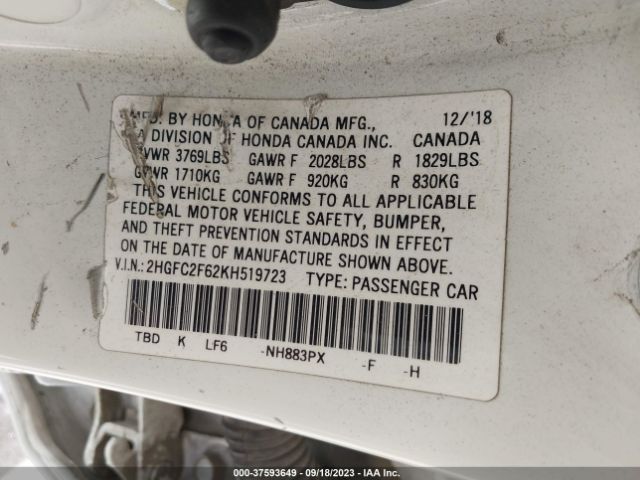 MFD. BY HONDA OF CANADA MFG., 12/'18
A DIVISION OF HONDA CANADA INC. CANADA
GVWR 3769LBS GAWR F 2028LBS R 1829LBS
GVWR 1710KG GAWR F 920KG R 830KG
THIS VEHICLE CONFORMS TO ALL APPLICABLE
FEDERAL MOTOR VEHICLE SAFETY, BUMPER,
AND THEFT PREVENTION STANDARDS IN EFFECT
ON THE DATE OF MANUFACTURE SHOWN ABOVE.
V.I.N.: 2HGFC2F62KH519723 TYPE: PASSENGER CAR
TBD K LF6 -NH883PX -F -H
000-37593649 - 09/18/2023 - IAA Inc.